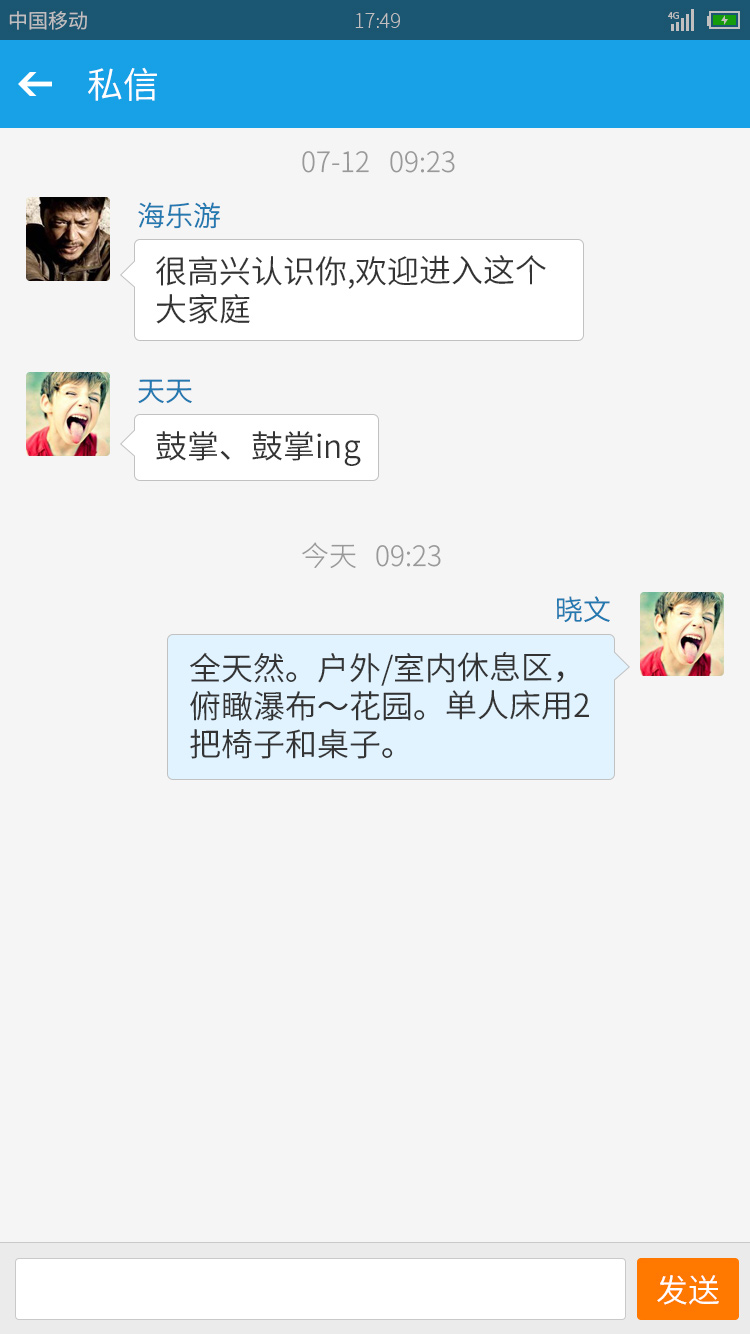 中国移动 17:49 4G
私信
07-12 09:23
海乐游
很高兴认识你,欢迎进入这个
大家庭
天天
鼓掌、鼓掌ing
今天 09:23
晓文
全天然。户外/室内休息区，
俯瞰瀑布～花园。单人床用2
把椅子和桌子。
发送